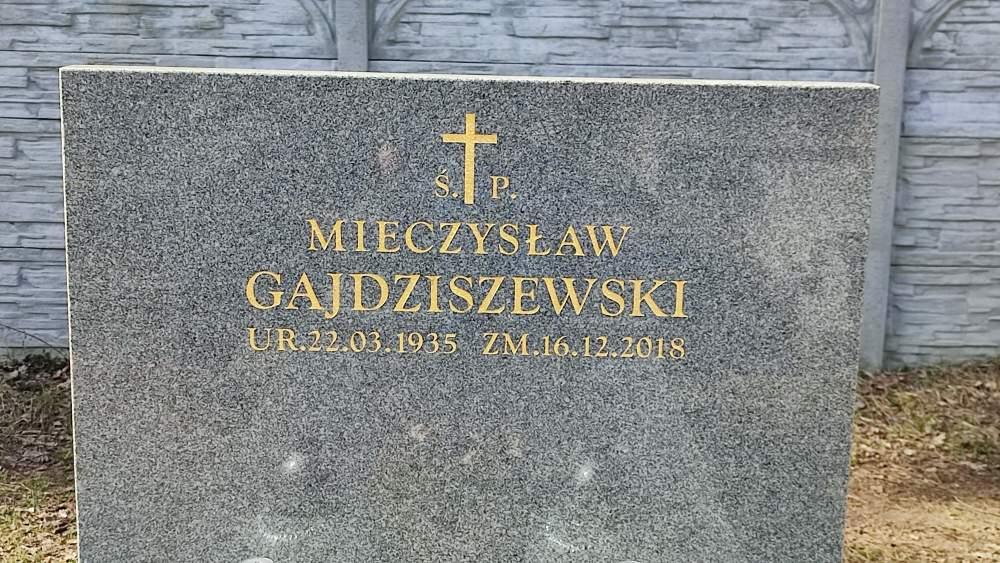 Ś. P.
MIECZYSŁAW
GAJDZISZEWSKI
UR.22.03.1935 ZM.16.12.2018